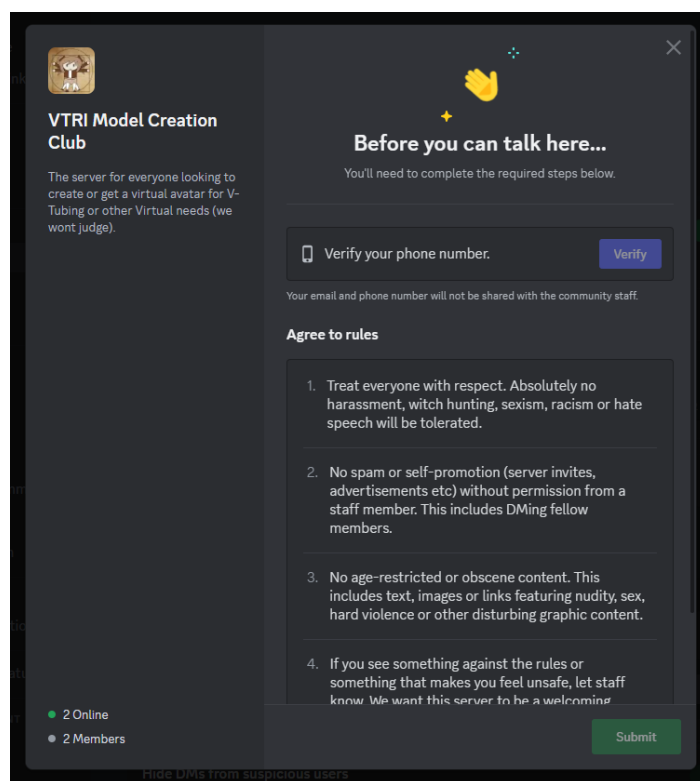 VTRI Model Creation
Club
The server for everyone looking to
create or get a virtual avatar for V-
Tubing or other Virtual needs (we
wont judge).
2 Online
2 Members
Before you can talk here...
You'll need to complete the required steps below.
Verify your phone number.
Verify
Your email and phone number will not be shared with the community staff.
Agree to rules
1. Treat everyone with respect. Absolutely no
harassment, witch hunting, sexism, racism or hate
speech will be tolerated.
2. No spam or self-promotion (server invites,
advertisements etc) without permission from a
staff member. This includes DMing fellow
members.
3. No age-restricted or obscene content. This
includes text, images or links featuring nudity, sex,
hard violence or other disturbing graphic content.
4. If you see something against the rules or
something that makes you feel unsafe, let staff
know. We want this server to be a welcoming
Submit
Hide DMs from suspicious users